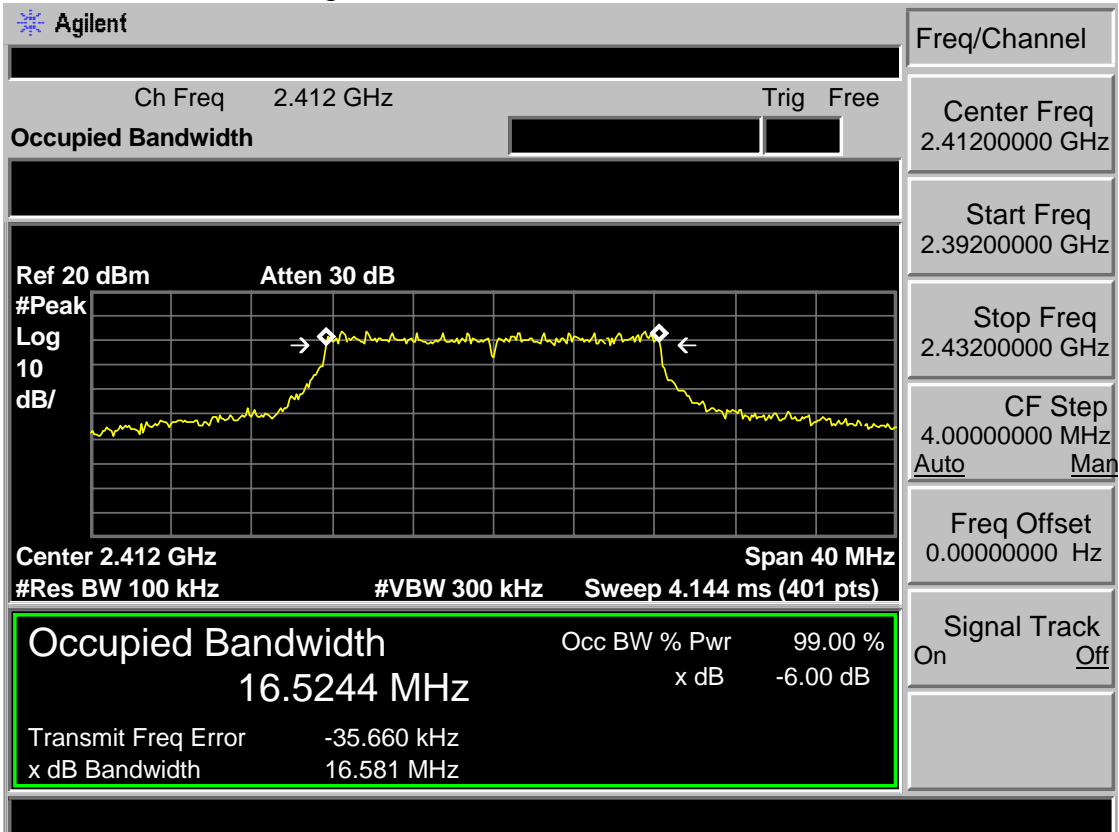 Agilent
Ch Freq 2.412 GHz Trig Free
Occupied Bandwidth
Ref 20 dBm Atten 30 dB
#Peak
Log
10
dB/
Center 2.412 GHz Span 40 MHz
#Res BW 100 kHz #VBW 300 kHz Sweep 4.144 ms (401 pts)
Occupied Bandwidth
16.5244 MHz
Occ BW % Pwr 99.00 %
x dB -6.00 dB
Transmit Freq Error -35.660 kHz
x dB Bandwidth 16.581 MHz
Freq/Channel
Center Freq
2.41200000 GHz
Start Freq
2.39200000 GHz
Stop Freq
2.43200000 GHz
CF Step
4.00000000 MHz
Auto Man
Freq Offset
0.00000000 Hz
Signal Track
On Off